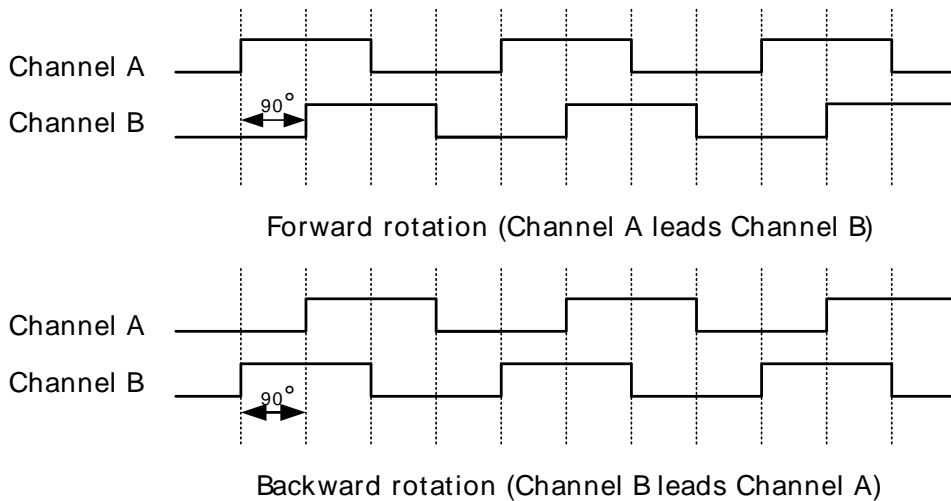 Channel A
90°
Channel B
Forward rotation (Channel A leads Channel B)
Channel A
Channel B
90°
Backward rotation (Channel B leads Channel A)